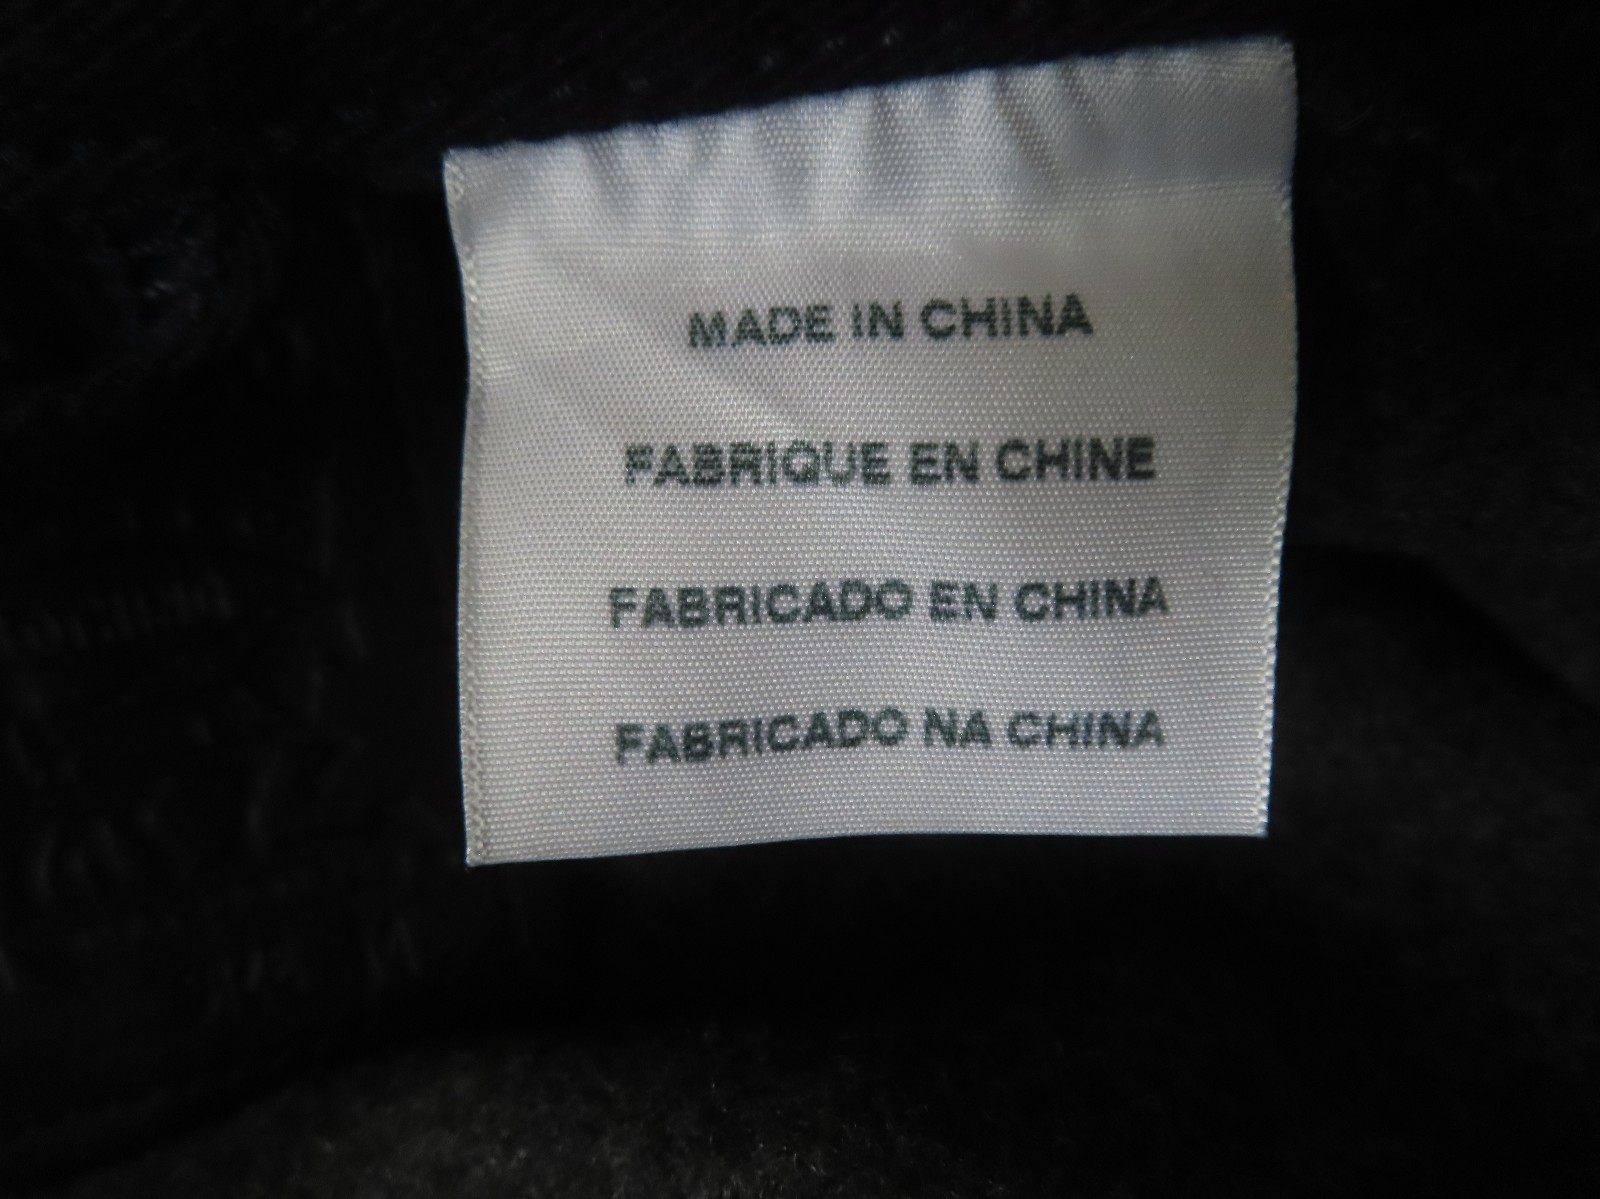 MADE IN CHINA
FABRIQUE EN CHINE
FABRICADO EN CHINA
FABRICADO NA CHINA